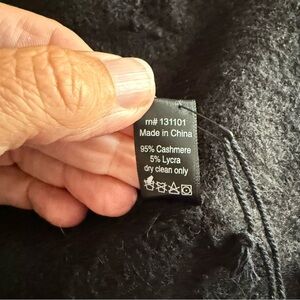 rn# 131101
Made in China
95% Cashmere
5% Lycra
dry clean only